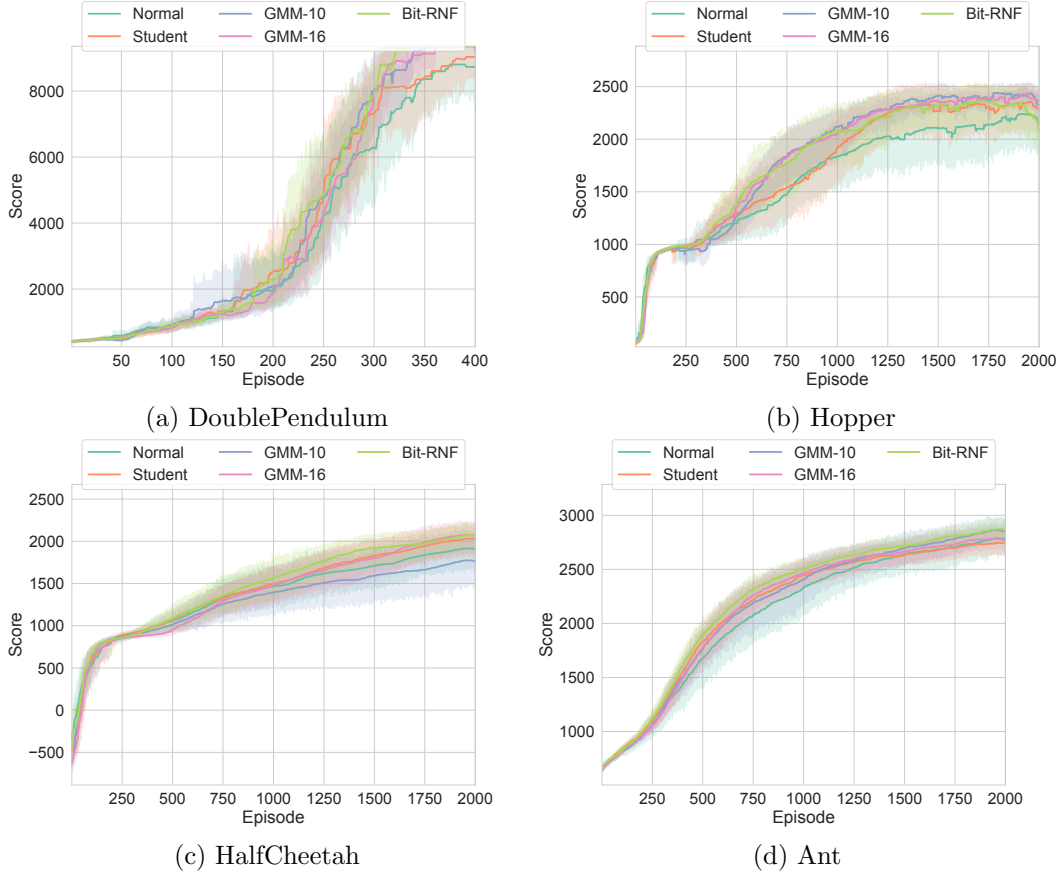 Normal GMM-10 Bit-RNF
Student GMM-16
8000
6000
4000
2000
Score
50 100 150 200 250 300 350 400
Episode
(a) DoublePendulum
Normal GMM-10 Bit-RNF
Student GMM-16
2500
2000
1500
1000
500
Score
250 500 750 1000 1250 1500 1750 2000
Episode
(b) Hopper
Normal GMM-10 Bit-RNF
Student GMM-16
2500
2000
1500
1000
500
0
−500
Score
250 500 750 1000 1250 1500 1750 2000
Episode
(c) HalfCheetah
Normal GMM-10 Bit-RNF
Student GMM-16
3000
2500
2000
1500
1000
Score
250 500 750 1000 1250 1500 1750 2000
Episode
(d) Ant